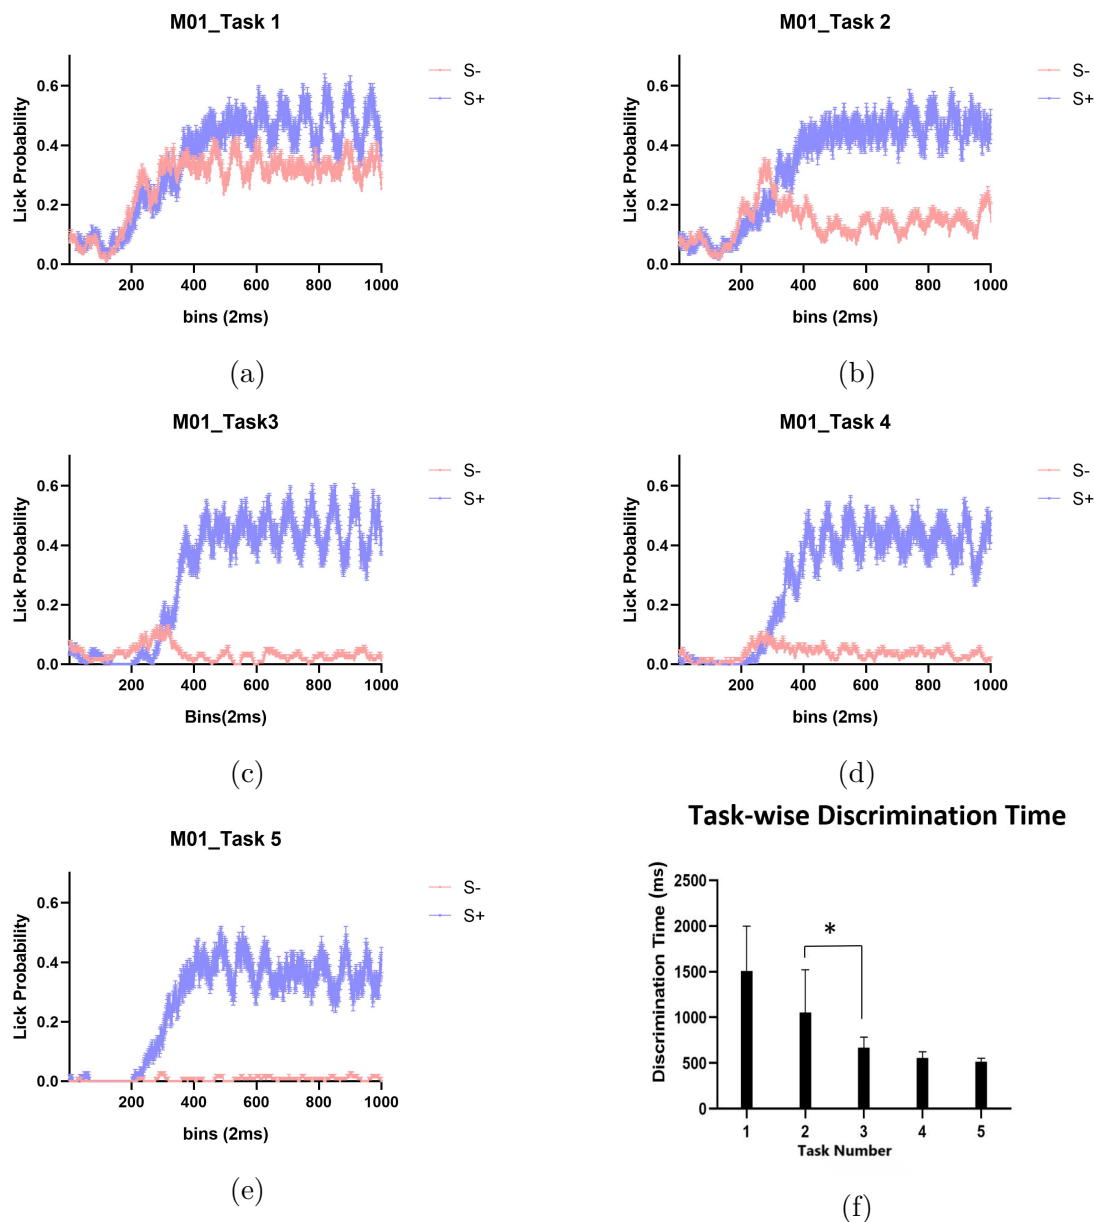 M01_Task 1
Lick Probability
0.6
0.4
0.2
0.0
200 400 600 800 1000
bins (2ms)
S-
S+
(a)
M01_Task 2
Lick Probability
0.6
0.4
0.2
0.0
200 400 600 800 1000
bins (2ms)
S-
S+
(b)
M01_Task3
Lick Probability
0.6
0.4
0.2
0.0
200 400 600 800 1000
Bins(2ms)
S-
S+
(c)
M01_Task 4
Lick Probability
0.6
0.4
0.2
0.0
200 400 600 800 1000
bins (2ms)
S-
S+
(d)
M01_Task 5
Lick Probability
0.6
0.4
0.2
0.0
200 400 600 800 1000
bins (2ms)
S-
S+
(e)
Task-wise Discrimination Time
Discrimination Time (ms)
2500
2000
1500
1000
500
0
*
1 2 3 4 5
Task Number
(f)